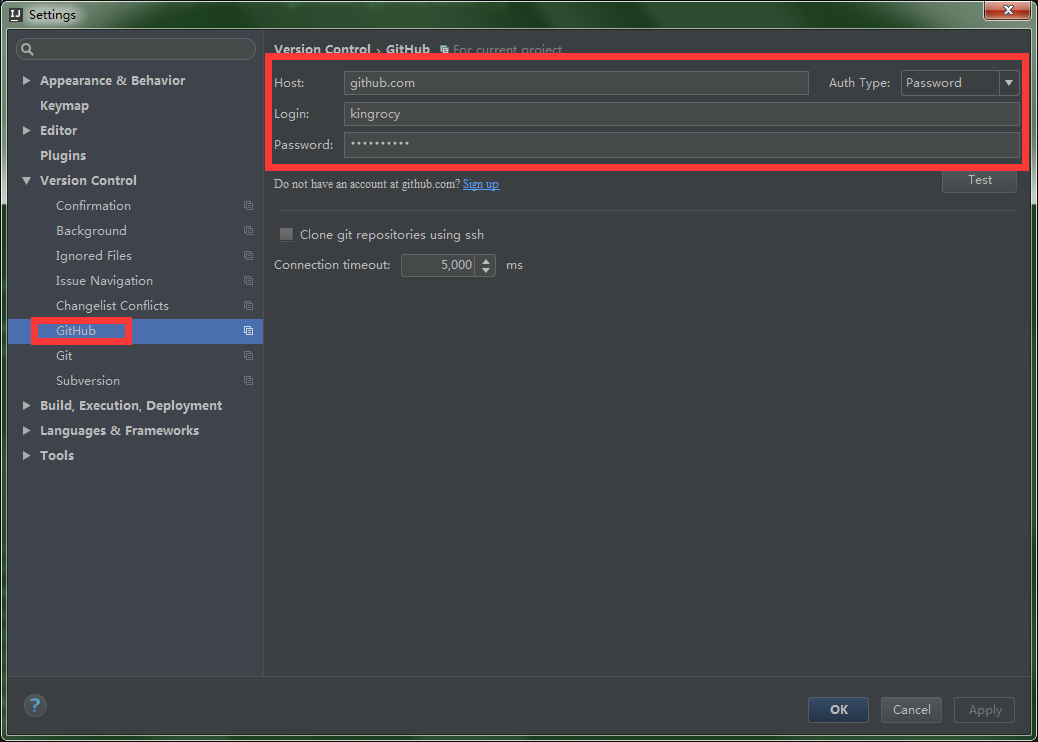 Settings
Version Control › GitHub For current project
Appearance & Behavior
Keymap
Editor
Plugins
Version Control
Confirmation
Background
Ignored Files
Issue Navigation
Changelist Conflicts
GitHub
Git
Subversion
Build, Execution, Deployment
Languages & Frameworks
Tools
Host: github.com Auth Type: Password
Login: kingrocy
Password: ••••••••••
Do not have an account at github.com? Sign up
Test
Clone git repositories using ssh
Connection timeout: 5,000 ms
?
OK Cancel Apply